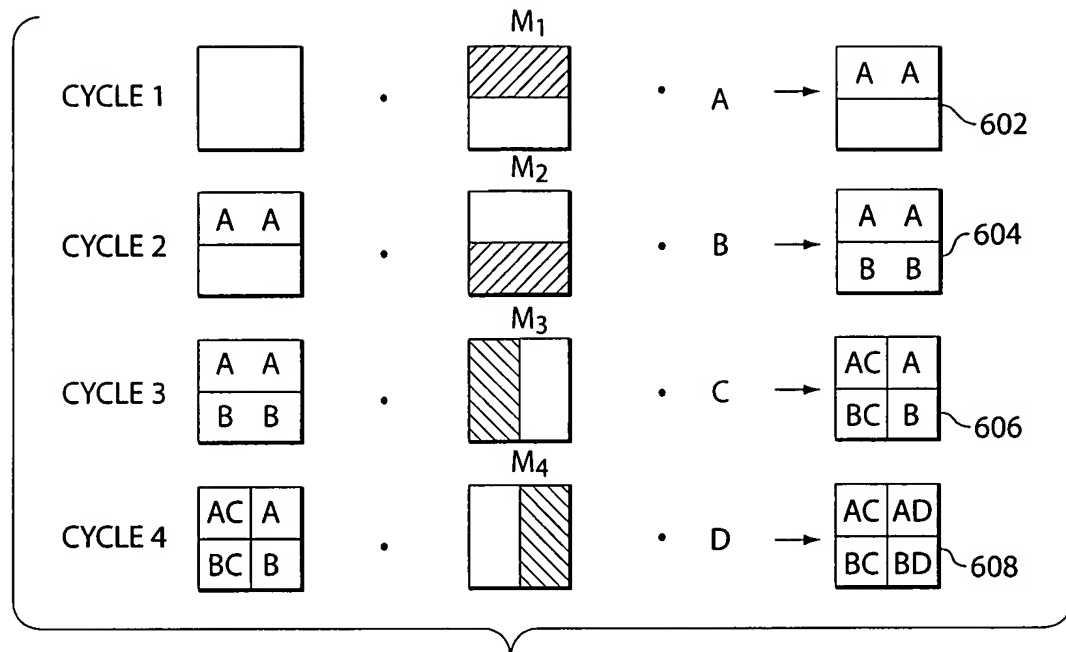 M1
CYCLE 1 · · A → A A
602
M2
CYCLE 2 A A · · B → A A
B B
604
M3
CYCLE 3 A A · · C → AC A
B B BC B
606
M4
CYCLE 4 AC A · · D → AC AD
BC B BC BD
608